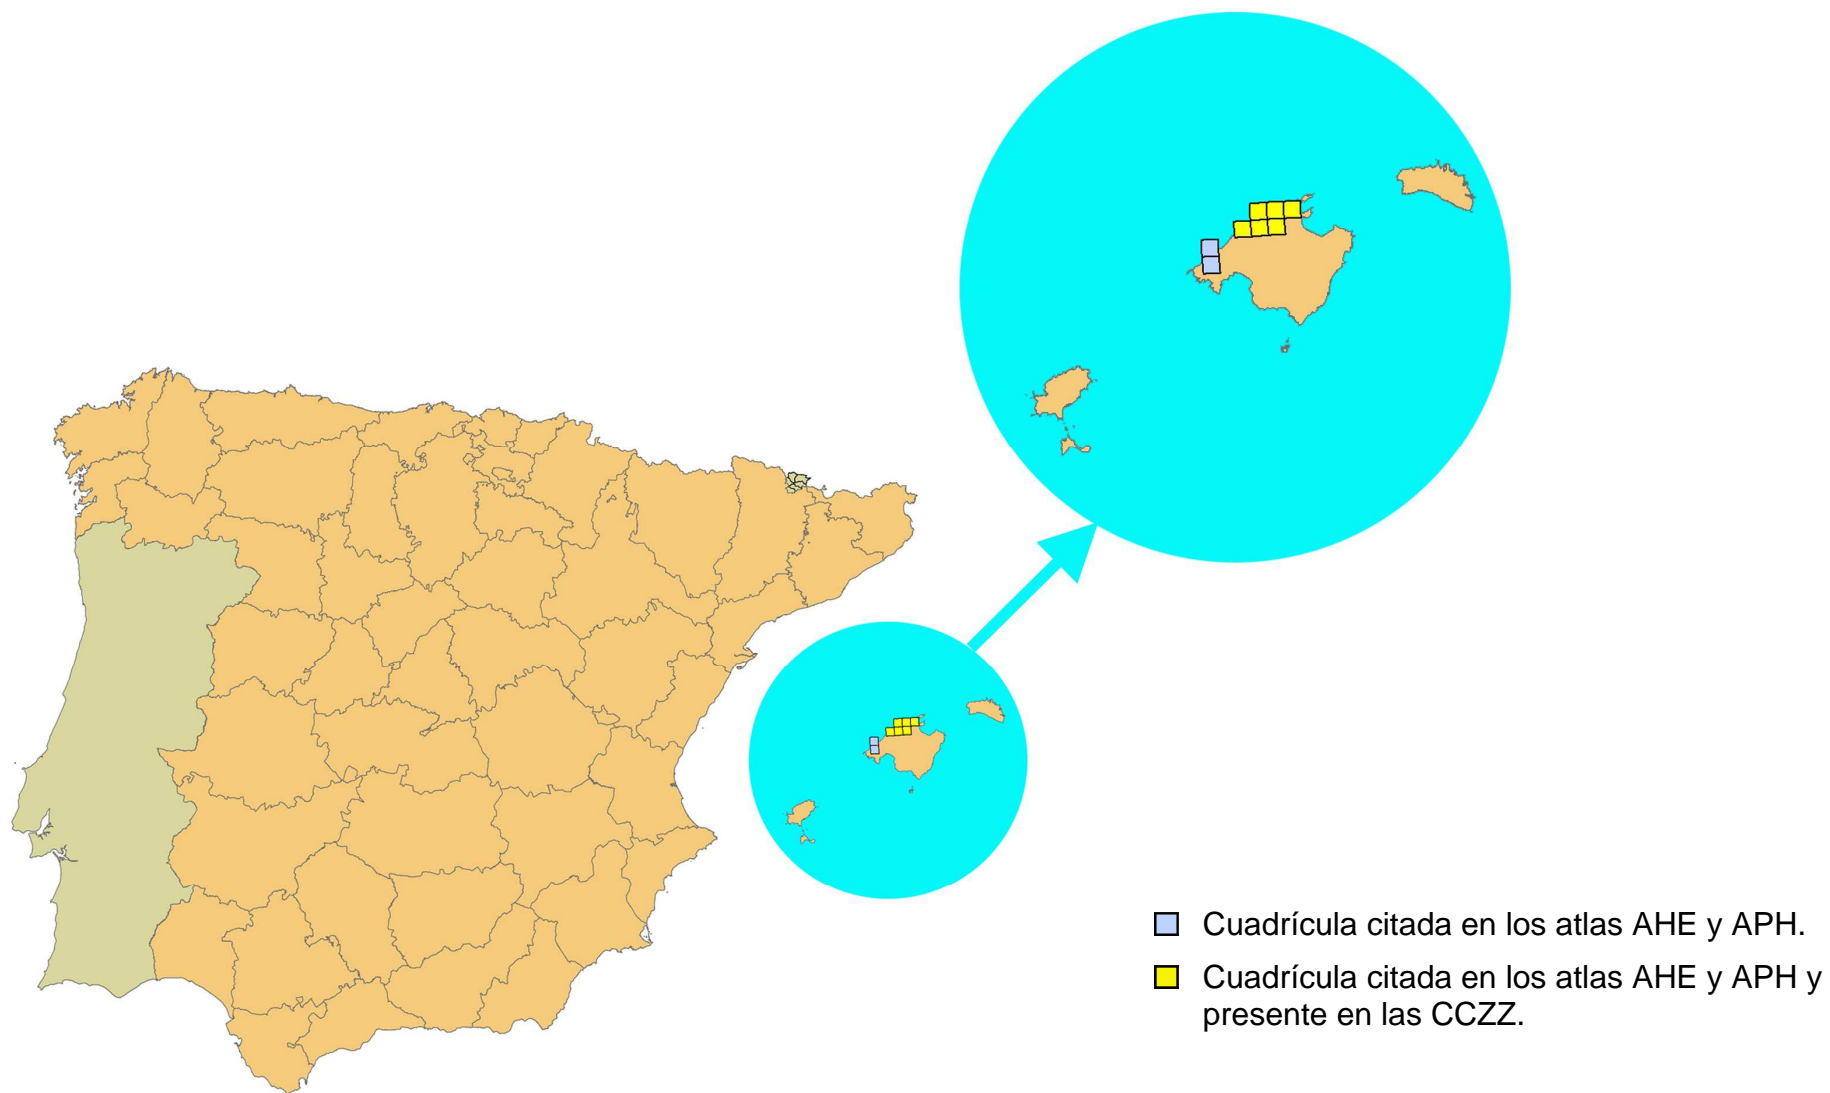 Cuadrícula citada en los atlas AHE y APH.
Cuadrícula citada en los atlas AHE y APH y
presente en las CCZZ.